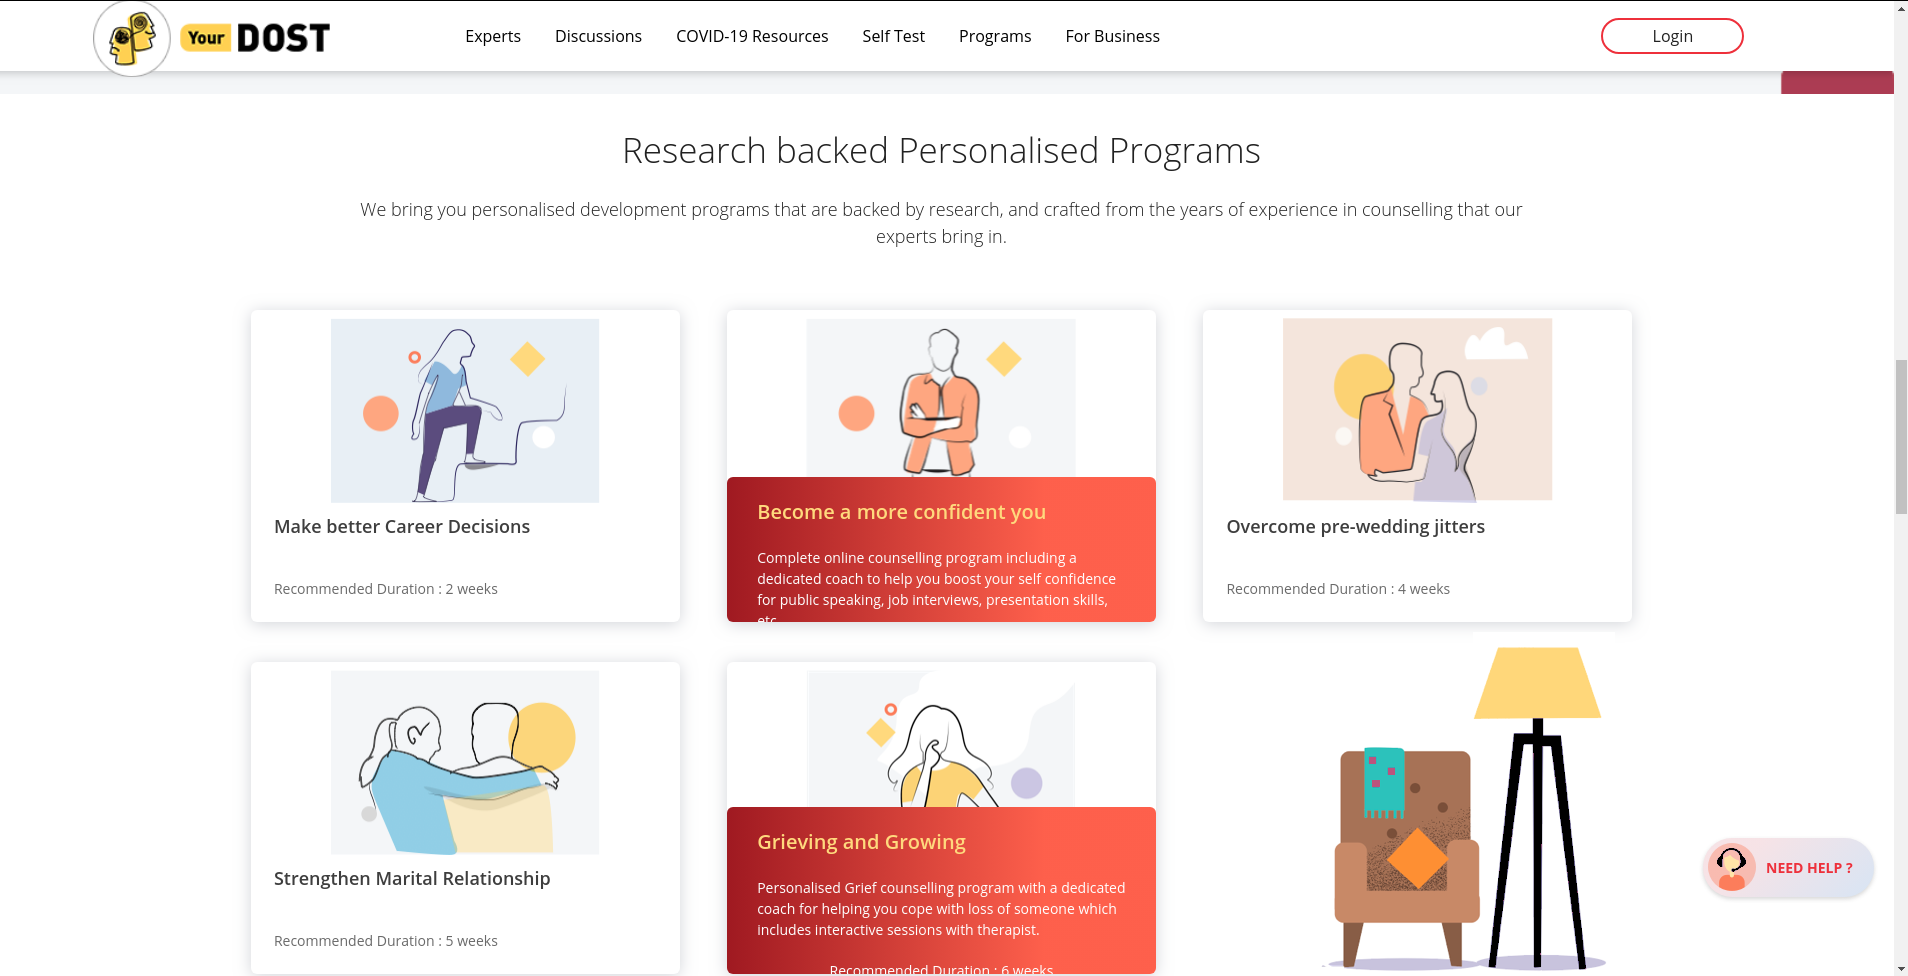 Your DOST
Experts
Discussions
COVID-19 Resources
Self Test
Programs
For Business
Login
Research backed Personalised Programs
We bring you personalised development programs that are backed by research, and crafted from the years of experience in counselling that our
experts bring in.
Make better Career Decisions
Recommended Duration : 2 weeks
Become a more confident you
Complete online counselling program including a
dedicated coach to help you boost your self confidence
for public speaking, job interviews, presentation skills,
etc
Overcome pre-wedding jitters
Recommended Duration : 4 weeks
Strengthen Marital Relationship
Recommended Duration : 5 weeks
Grieving and Growing
Personalised Grief counselling program with a dedicated
coach for helping you cope with loss of someone which
includes interactive sessions with therapist.
Recommended Duration : 6 weeks
NEED HELP ?